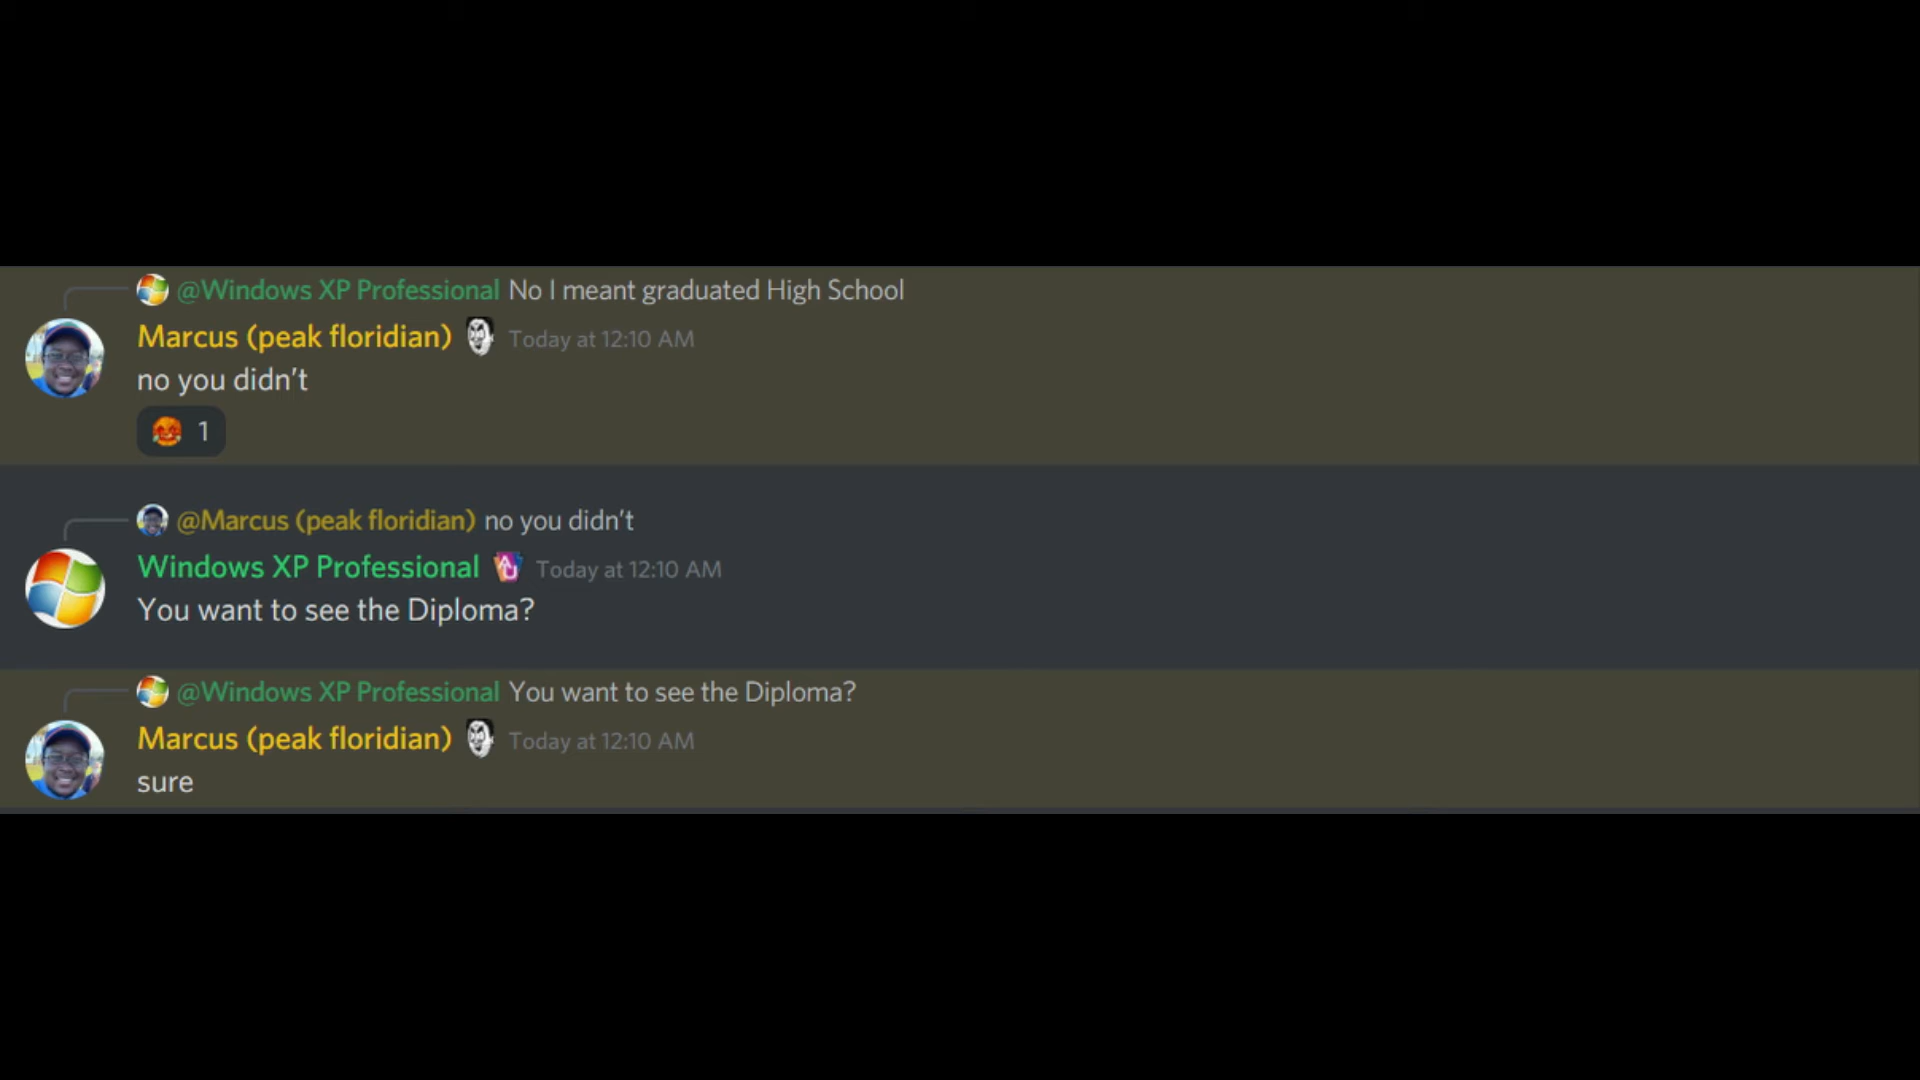 @Windows XP Professional No I meant graduated High School
Marcus (peak floridian) Today at 12:10 AM
no you didn't
1
@Marcus (peak floridian) no you didn't
Windows XP Professional AU Today at 12:10 AM
You want to see the Diploma?
@Windows XP Professional You want to see the Diploma?
Marcus (peak floridian) Today at 12:10 AM
sure